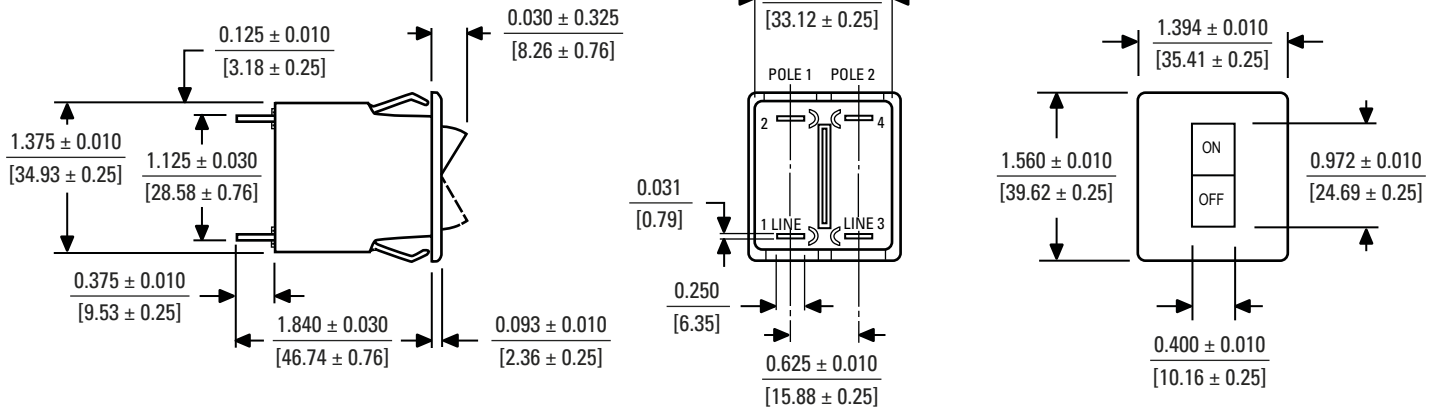 0.125 ± 0.010
[3.18 ± 0.25]
0.030 ± 0.325
[8.26 ± 0.76]
1.375 ± 0.010
[34.93 ± 0.25]
1.125 ± 0.030
[28.58 ± 0.76]
0.375 ± 0.010
[9.53 ± 0.25]
1.840 ± 0.030
[46.74 ± 0.76]
0.093 ± 0.010
[2.36 ± 0.25]
[33.12 ± 0.25]
POLE 1 POLE 2
2 4
1 LINE LINE 3
0.031
[0.79]
0.250
[6.35]
0.625 ± 0.010
[15.88 ± 0.25]
1.394 ± 0.010
[35.41 ± 0.25]
1.560 ± 0.010
[39.62 ± 0.25]
ON
OFF
0.972 ± 0.010
[24.69 ± 0.25]
0.400 ± 0.010
[10.16 ± 0.25]